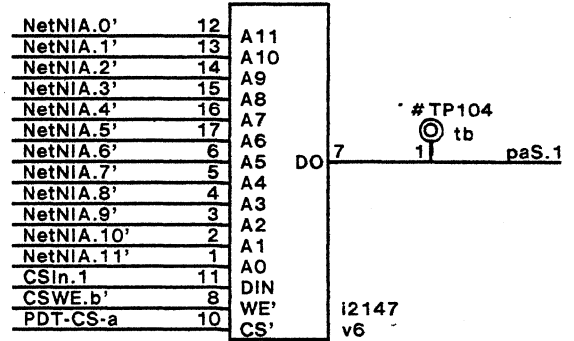 NetNIA.0' 12 A11
NetNIA.1' 13 A10
NetNIA.2' 14 A9
NetNIA.3' 15 A8
NetNIA.4' 16 A7 #TP104
NetNIA.5' 17 A6 tb
NetNIA.6' 6 A5 DO 7 1 paS.1
NetNIA.7' 5 A4
NetNIA.8' 4 A3
NetNIA.9' 3 A2
NetNIA.10' 2 A1
NetNIA.11' 1 A0
CSIn.1 11 DIN
CSWE.b' 8 WE' i2147
PDT-CS-a 10 CS' v6